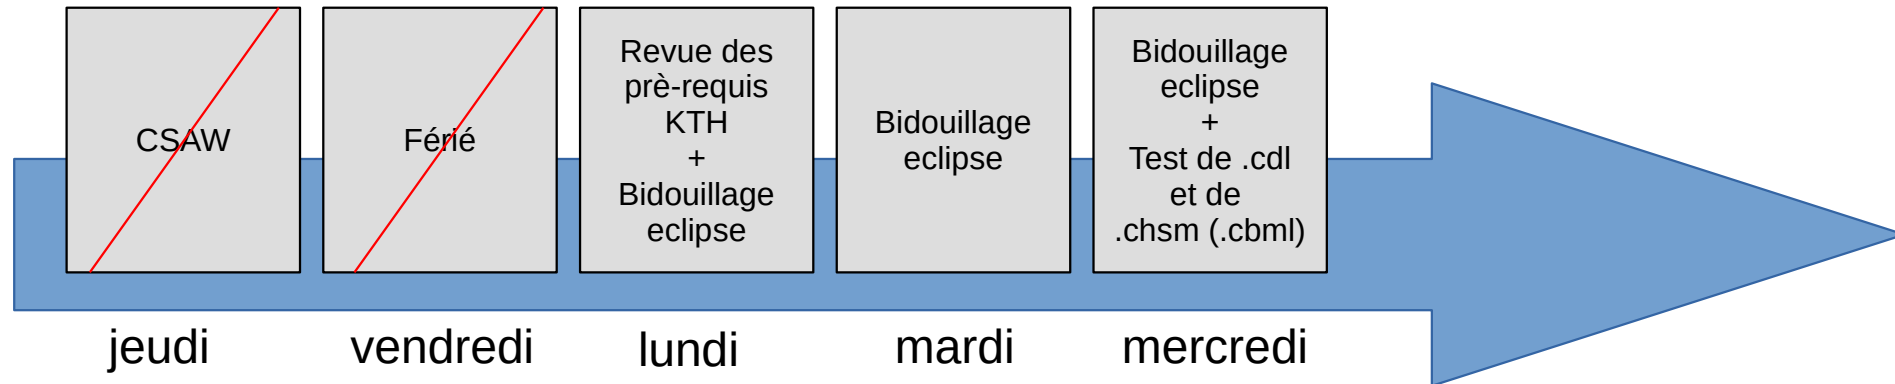 CSAW
Férié
Revue des
prè-requis
KTH
+
Bidouillage
eclipse
Bidouillage
eclipse
Bidouillage
eclipse
+
Test de .cdl
et de
.chsm (.cbml)
jeudi
vendredi
lundi
mardi
mercredi